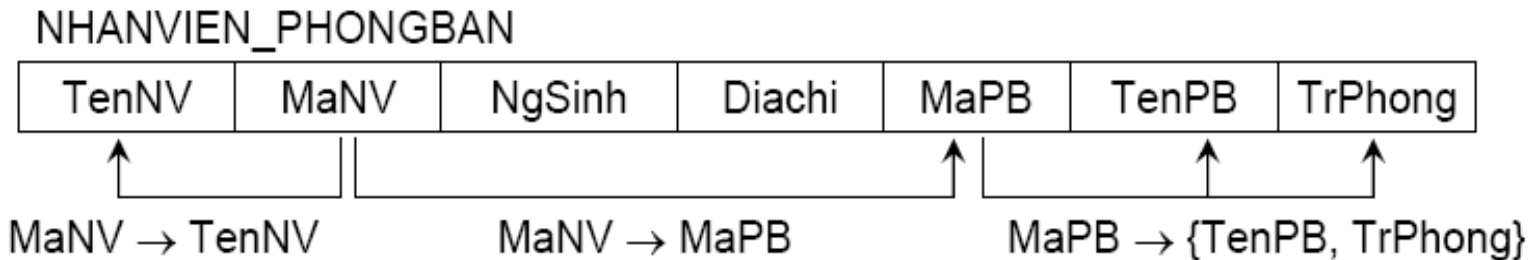 NHANVIEN_PHONGBAN
TenNV MaNV NgSinh Diachi MaPB TenPB TrPhong
MaNV → TenNV MaNV → MaPB MaPB → {TenPB, TrPhong}